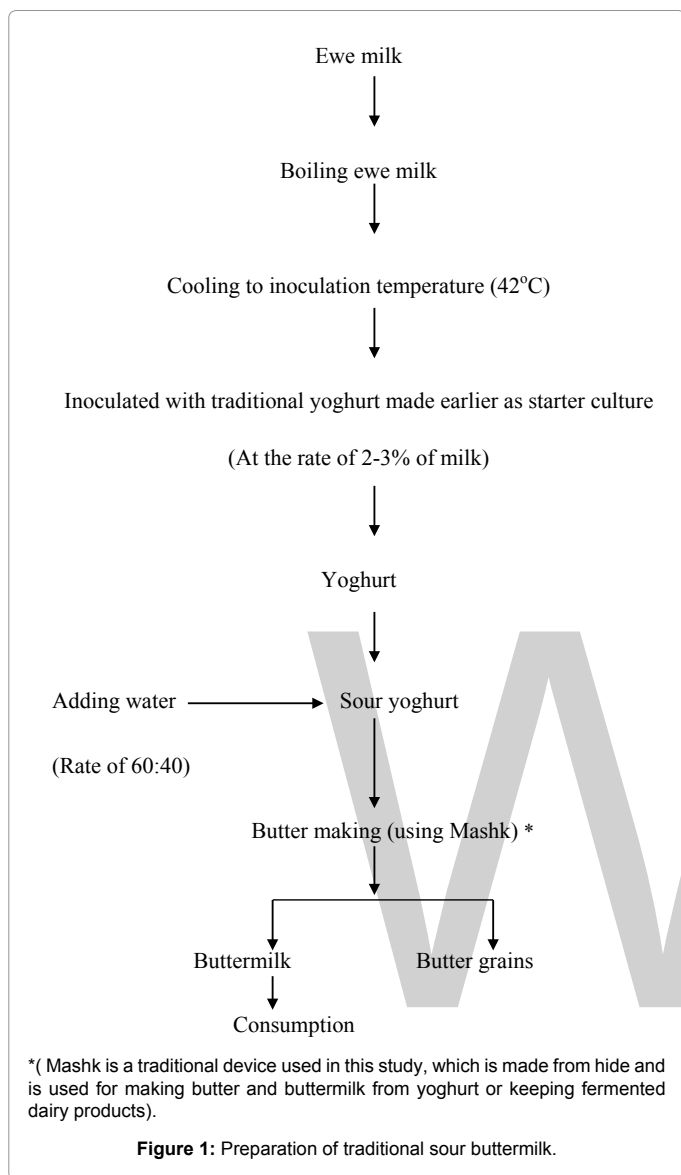 Ewe milk
Boiling ewe milk
Cooling to inoculation temperature (42°C)
Inoculated with traditional yoghurt made earlier as starter culture
(At the rate of 2-3% of milk)
Yoghurt
Adding water
Sour yoghurt
(Rate of 60:40)
Butter making (using Mashk) *
Buttermilk
Butter grains
Consumption
*( Mashk is a traditional device used in this study, which is made from hide and
is used for making butter and buttermilk from yoghurt or keeping fermented
dairy products).
Figure 1: Preparation of traditional sour buttermilk.